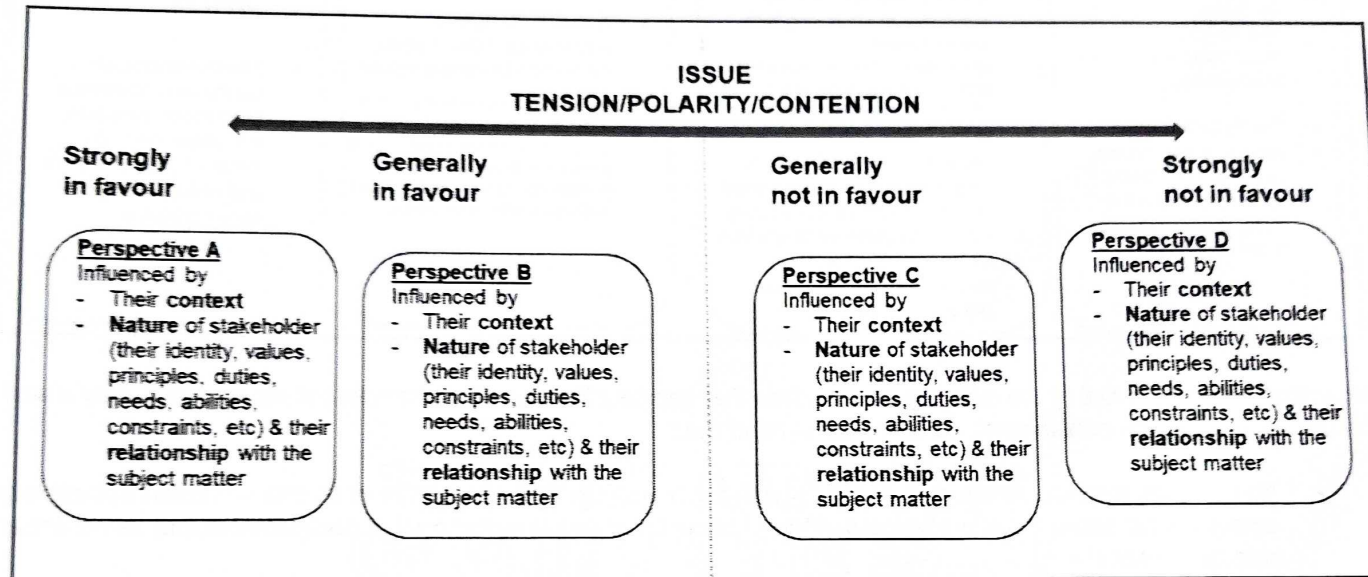 ISSUE
TENSION/POLARITY/CONTENTION
Strongly
in favour
Generally
in favour
Generally
not in favour
Strongly
not in favour
Perspective A
Influenced by
- Their context
- Nature of stakeholder
(their identity, values,
principles, duties,
needs, abilities,
constraints, etc) & their
relationship with the
subject matter
Perspective B
Influenced by
- Their context
- Nature of stakeholder
(their identity, values,
principles, duties,
needs, abilities,
constraints, etc) & their
relationship with the
subject matter
Perspective C
Influenced by
- Their context
- Nature of stakeholder
(their identity, values,
principles, duties,
needs, abilities,
constraints, etc) & their
relationship with the
subject matter
Perspective D
Influenced by
- Their context
- Nature of stakeholder
(their identity, values,
principles, duties,
needs, abilities,
constraints, etc) & their
relationship with the
subject matter